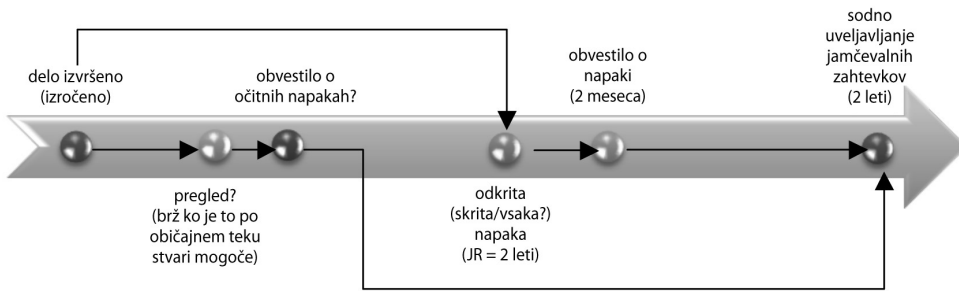 delo izvršeno
(izročeno)
pregled?
(brž ko je to po
običajnem teku
stvari mogoče)
obvestilo o
očitnih napakah?
odkrita
(skrita/vsaka?)
napaka
(JR = 2 leti)
obvestilo o
napaki
(2 meseca)
sodno
uveljavljanje
jamčevalnih
zahtevkov
(2 leti)